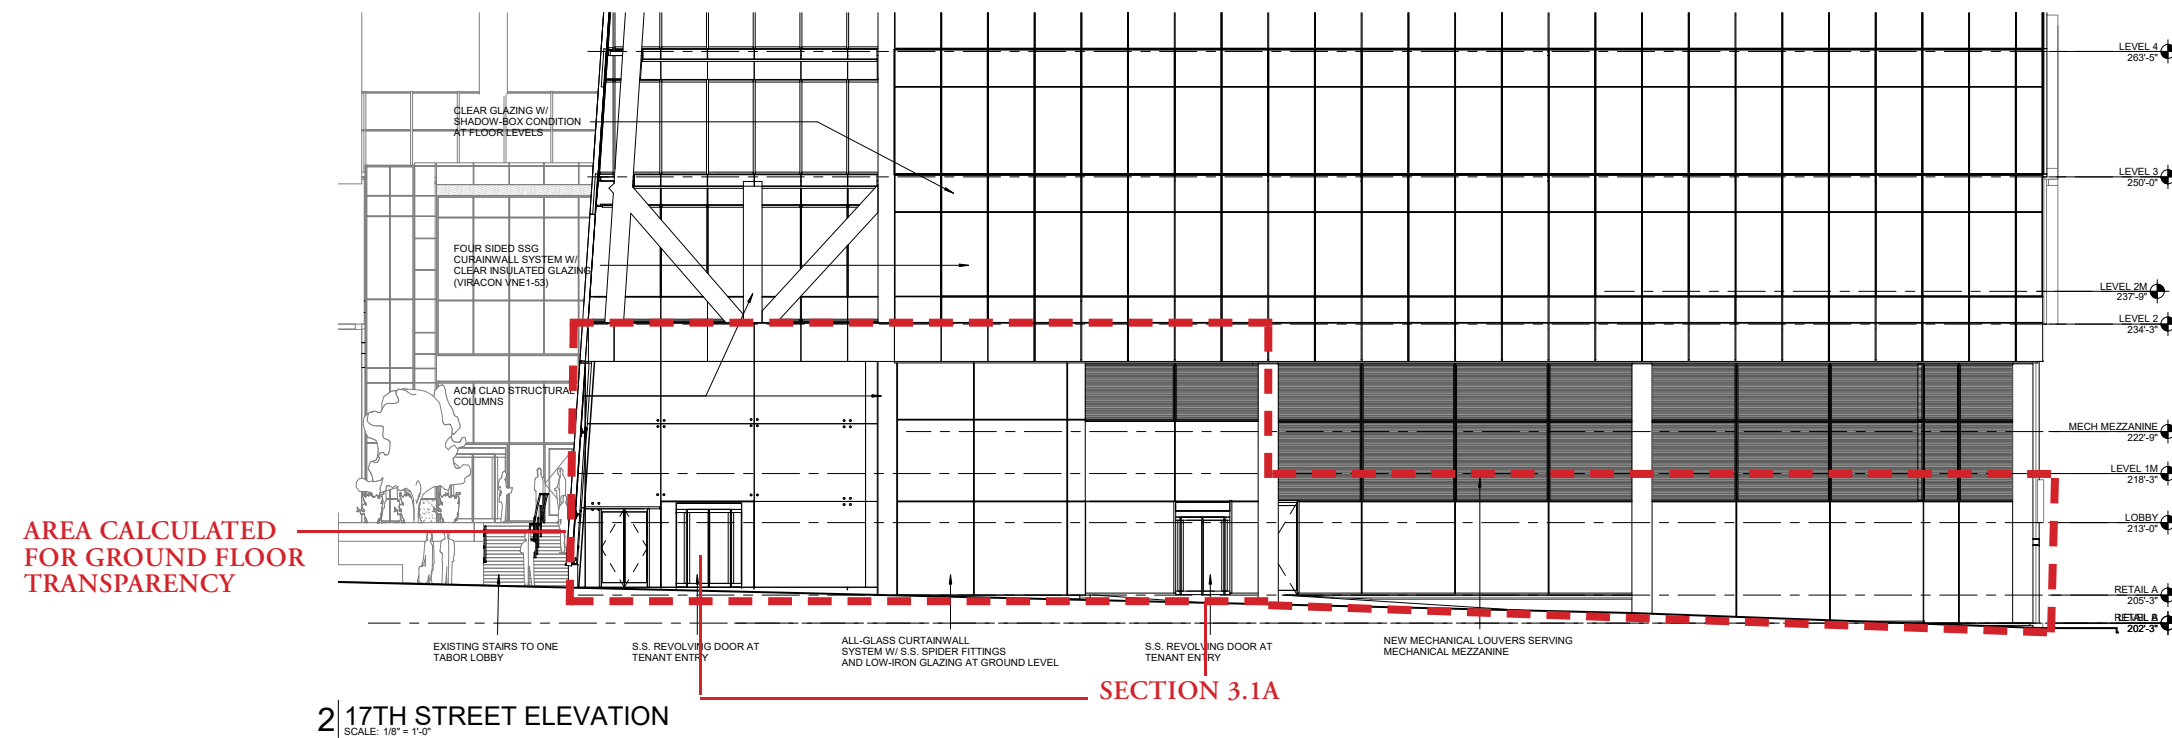 LEVEL 4
263'-5"
CLEAR GLAZING W/
SHADOW-BOX CONDITION
AT FLOOR LEVELS
LEVEL 3
250'-0"
FOUR SIDED SSG
CURAINWALL SYSTEM W/
CLEAR INSULATED GLAZING
(VIRACON VNE1-53)
LEVEL 2M
237'-9"
LEVEL 2
234'-3"
ACM CLAD STRUCTURAL
COLUMNS
MECH MEZZANINE
222'-9"
LEVEL 1M
218'-3"
LOBBY
213'-0"
AREA CALCULATED
FOR GROUND FLOOR
TRANSPARENCY
RETAIL A
205'-3"
202'-3"
EXISTING STAIRS TO ONE
TABOR LOBBY
S.S. REVOLVING DOOR AT
TENANT ENTRY
ALL-GLASS CURTAINWALL
SYSTEM W/ S.S. SPIDER FITTINGS
AND LOW-IRON GLAZING AT GROUND LEVEL
S.S. REVOLVING DOOR AT
TENANT ENTRY
NEW MECHANICAL LOUVERS SERVING
MECHANICAL MEZZANINE
SECTION 3.1A
2 17TH STREET ELEVATION
SCALE: 1/8" = 1'-0"